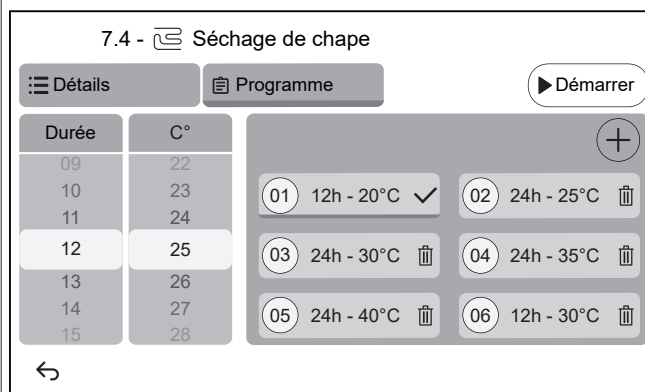 7.4 - Séchage de chape
Détails
Programme
Démarrer
Durée
C°
09
22
10
23
11
24
12
25
13
26
14
27
15
28
01 12h - 20°C
02 24h - 25°C
03 24h - 30°C
04 24h - 35°C
05 24h - 40°C
06 12h - 30°C